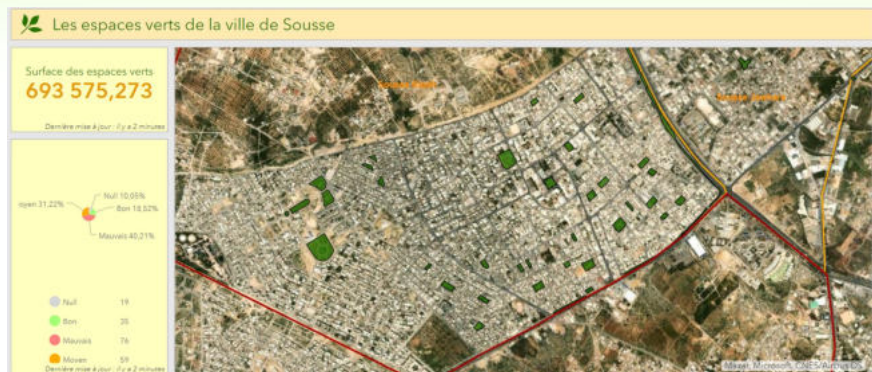 Les espaces verts de la ville de Sousse
Surface des espaces verts
693 575,273
Dernière mise à jour : il y a 2 minutes
Null 10,05%
oyen 31,22%
Bon 18,52%
Mauvais 40,21%
Null 19
Bon 35
Mauvais 76
Moyen 59
Dernière mise à jour : il y a 2 minutes
Maxar, Microsoft, CNES/Airbus DS